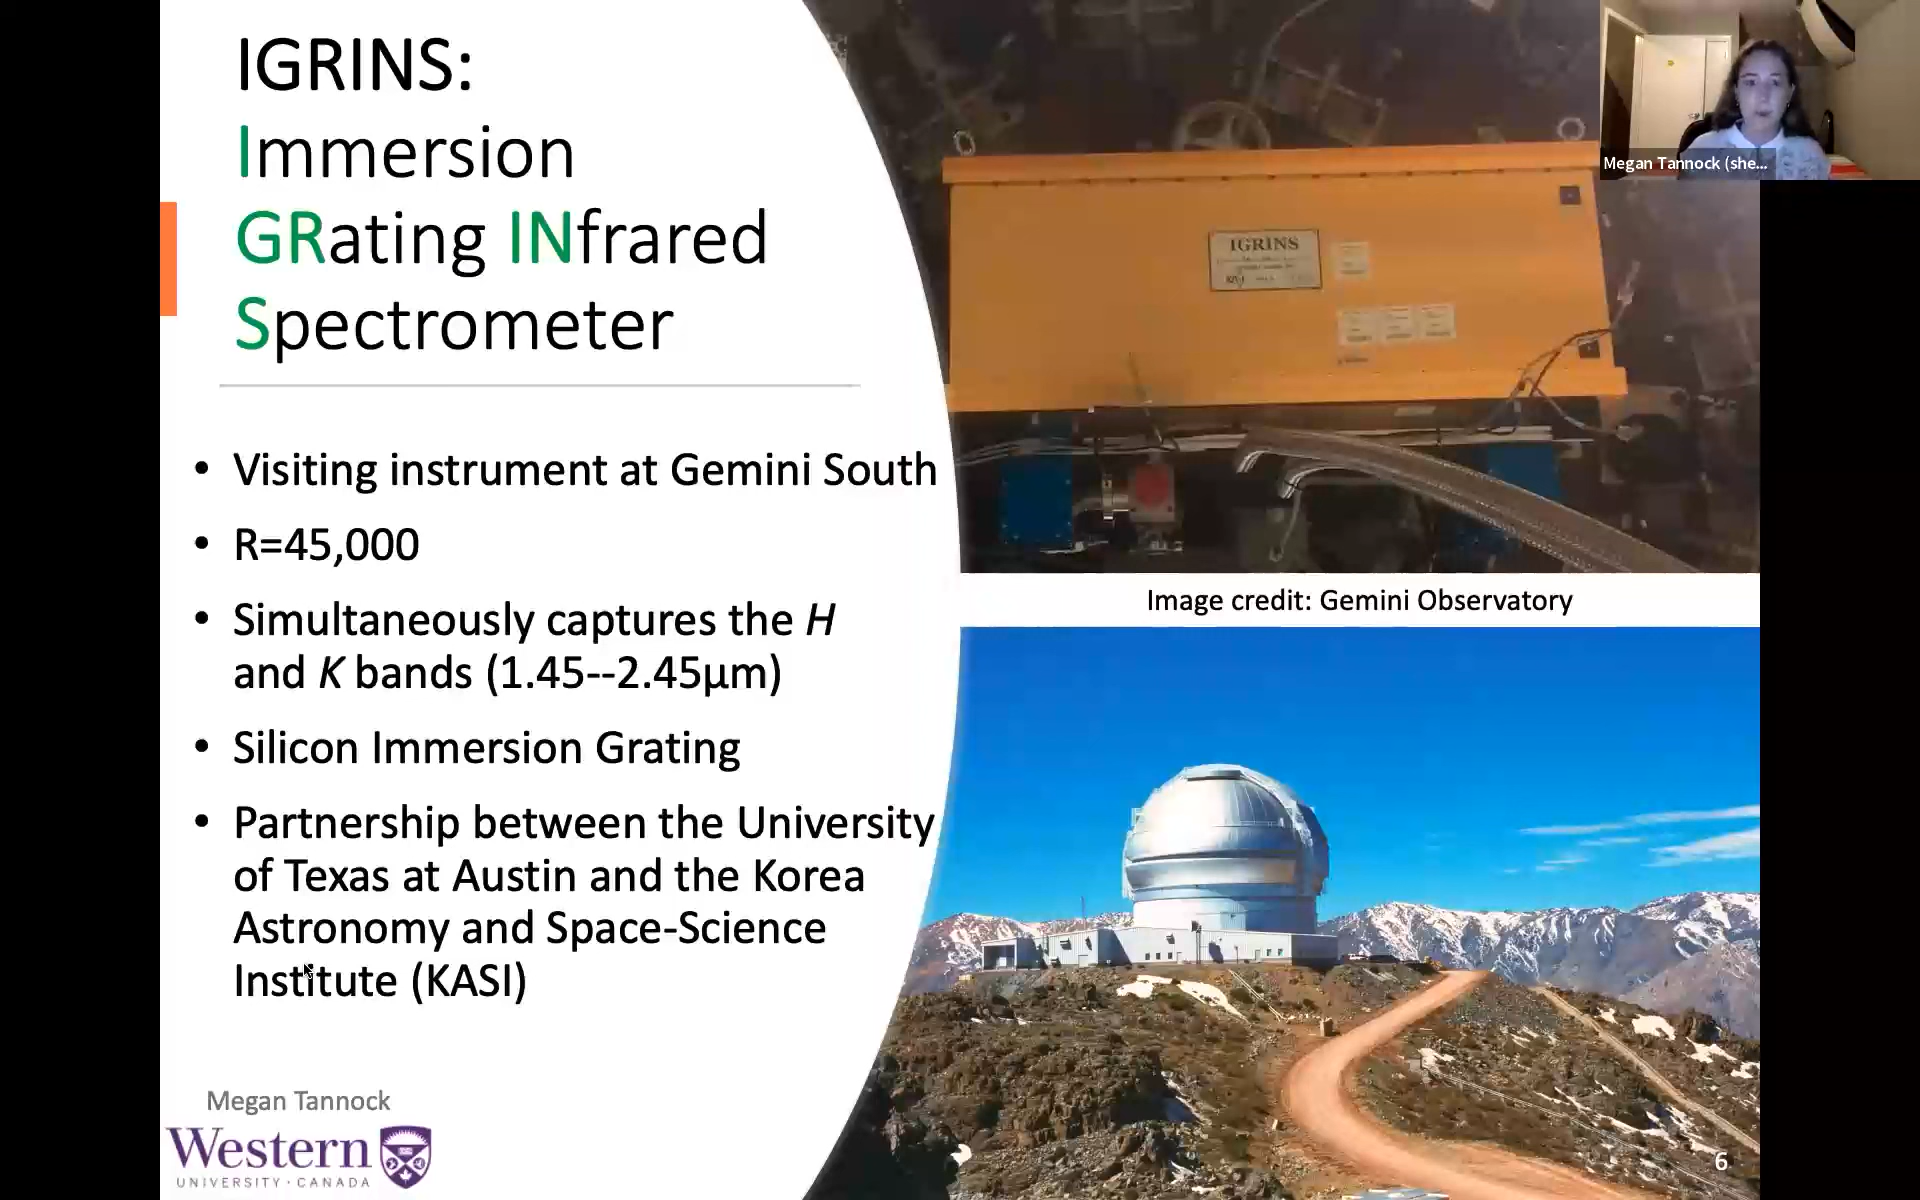 IGRINS:
Immersion
GRating INfrared
Spectrometer
• Visiting instrument at Gemini South
• R=45,000
• Simultaneously captures the H
and K bands (1.45--2.45µm)
• Silicon Immersion Grating
• Partnership between the University
of Texas at Austin and the Korea
Astronomy and Space-Science
Institute (KASI)
Megan Tannock
Western
UNIVERSITY · CANADA
IGRINS
Image credit: Gemini Observatory
6
Megan Tannock (she...